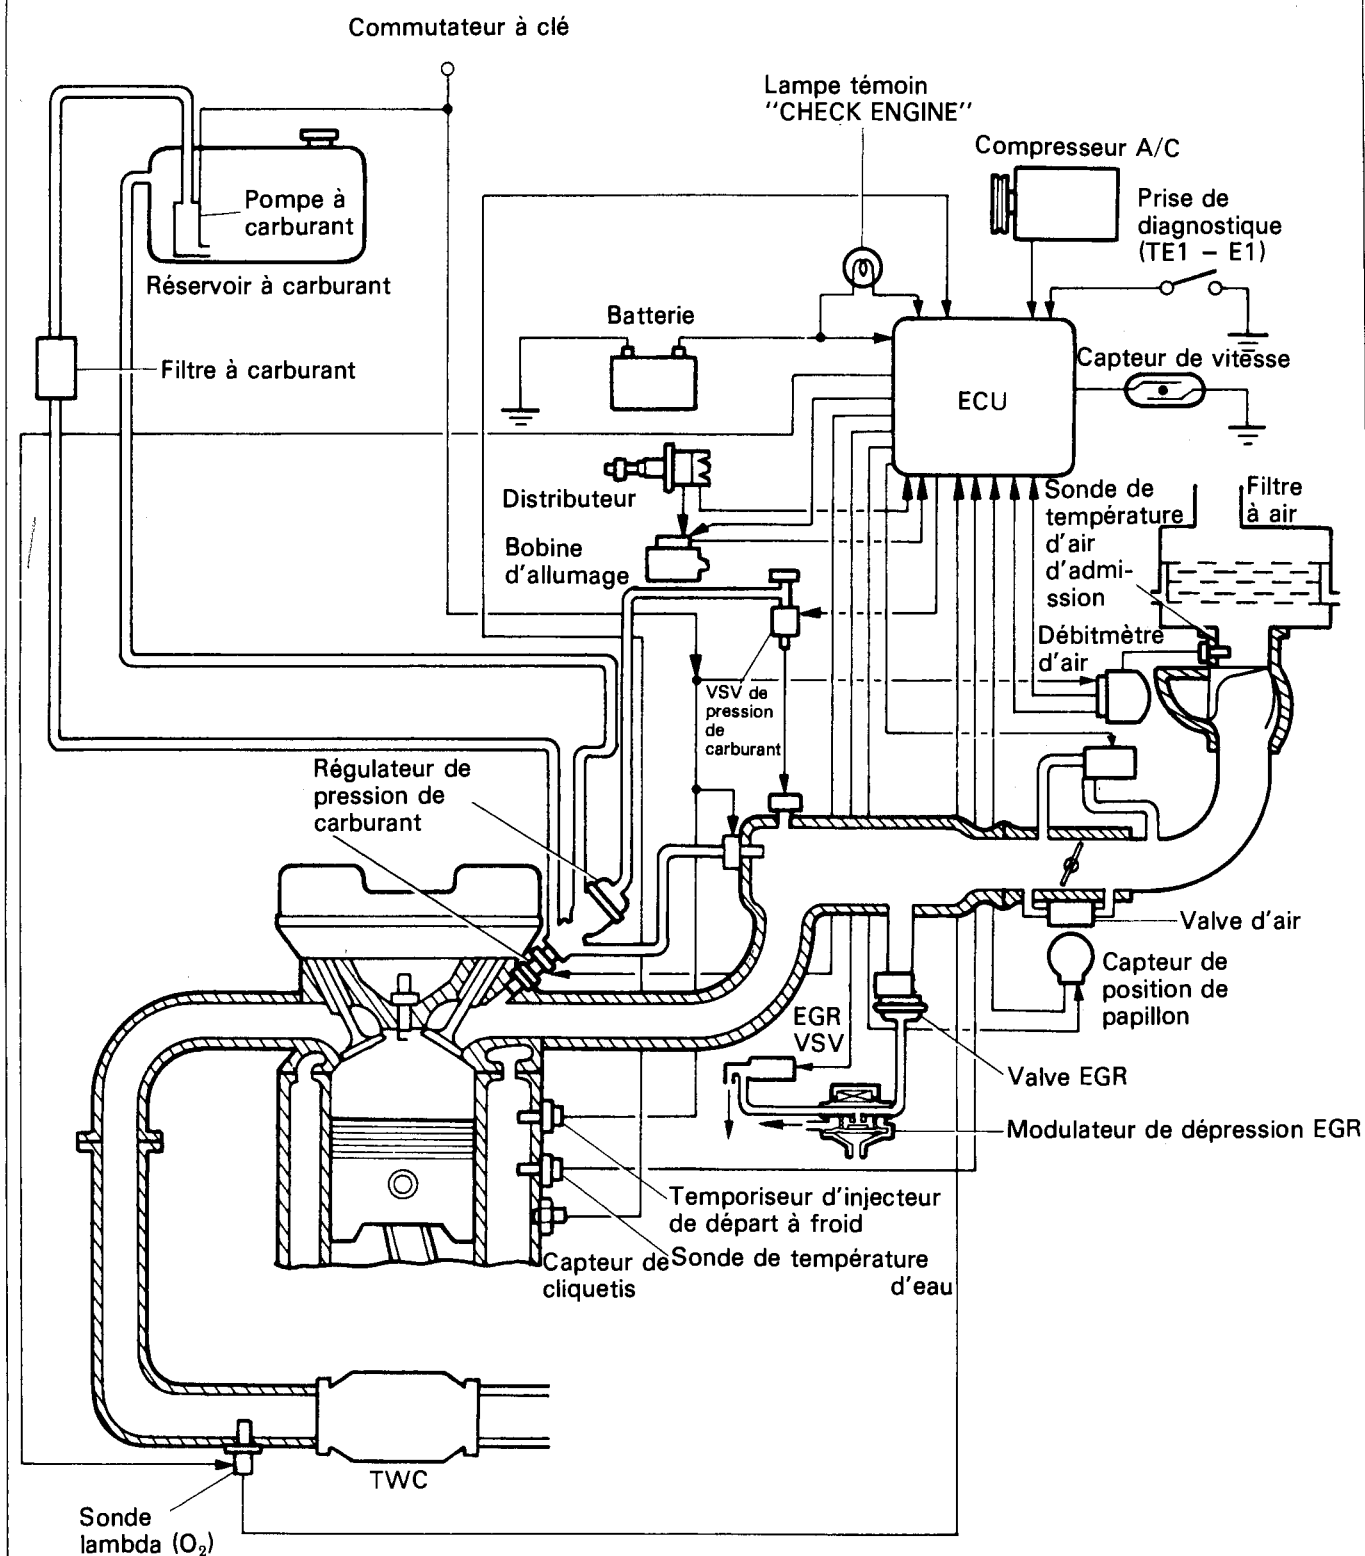 Commutateur à clé
Lampe témoin
"CHECK ENGINE"
Compresseur A/C
Prise de
diagnostique
(TE1 – E1)
Pompe à
carburant
Réservoir à carburant
Batterie
Filtre à carburant
Capteur de vitesse
ECU
Distributeur
Sonde de
température
d'air
d'admi-
ssion
Filtre
à air
Bobine
d'allumage
Débitmètre
d'air
VSV de
pression
de
carburant
Régulateur de
pression de
carburant
Valve d'air
Capteur de
position de
papillon
EGR
VSV
Valve EGR
Modulateur de dépression EGR
Temporiseur d'injecteur
de départ à froid
Capteur de
cliquetis
Sonde de température
d'eau
TWC
Sonde
lambda (O₂)